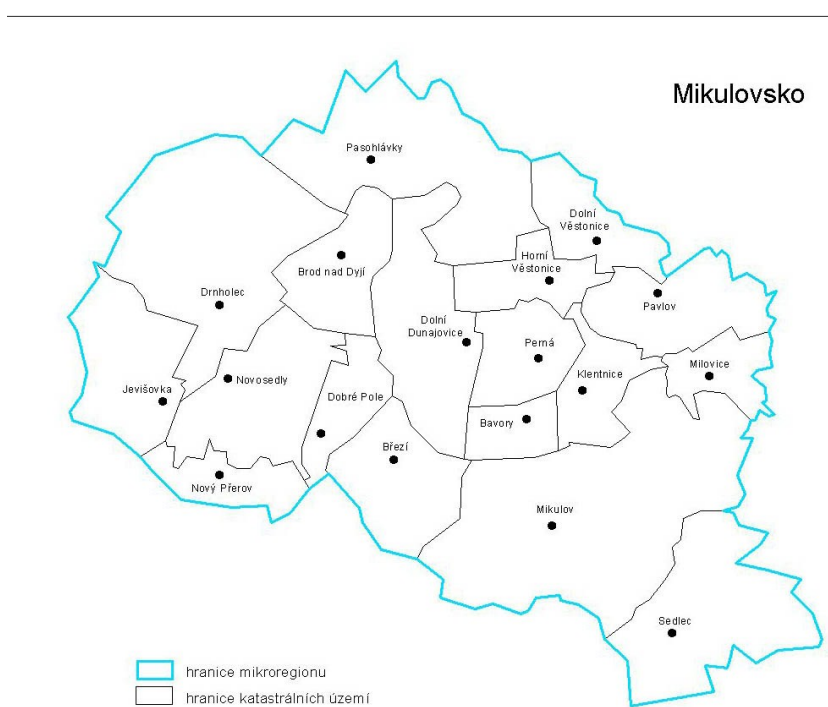 Mikulovsko
Pasohlávky
Dolní
Věstonice
Brod nad Dyjí
Horní
Věstonice
Drnholec
Pavlov
Dolní
Dunajovice
Perná
Milovice
Klentnice
Novosedly
Jevišovka
Dobré Pole
Bavory
Březí
Nový Přerov
Mikulov
Sedlec
hranice mikroregionu
hranice katastrálních území